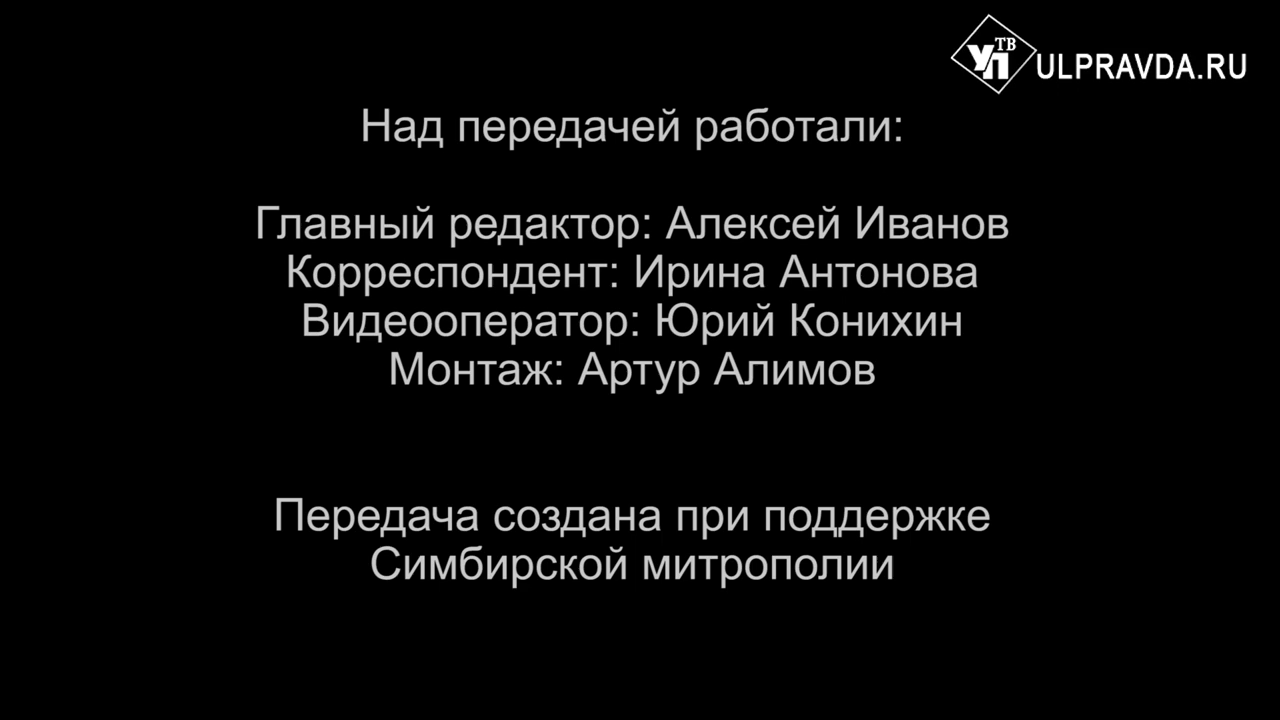 УП ТВ ULPRAVDA.RU
Над передачей работали:
Главный редактор: Алексей Иванов
Корреспондент: Ирина Антонова
Видеооператор: Юрий Конихин
Монтаж: Артур Алимов
Передача создана при поддержке
Симбирской митрополии